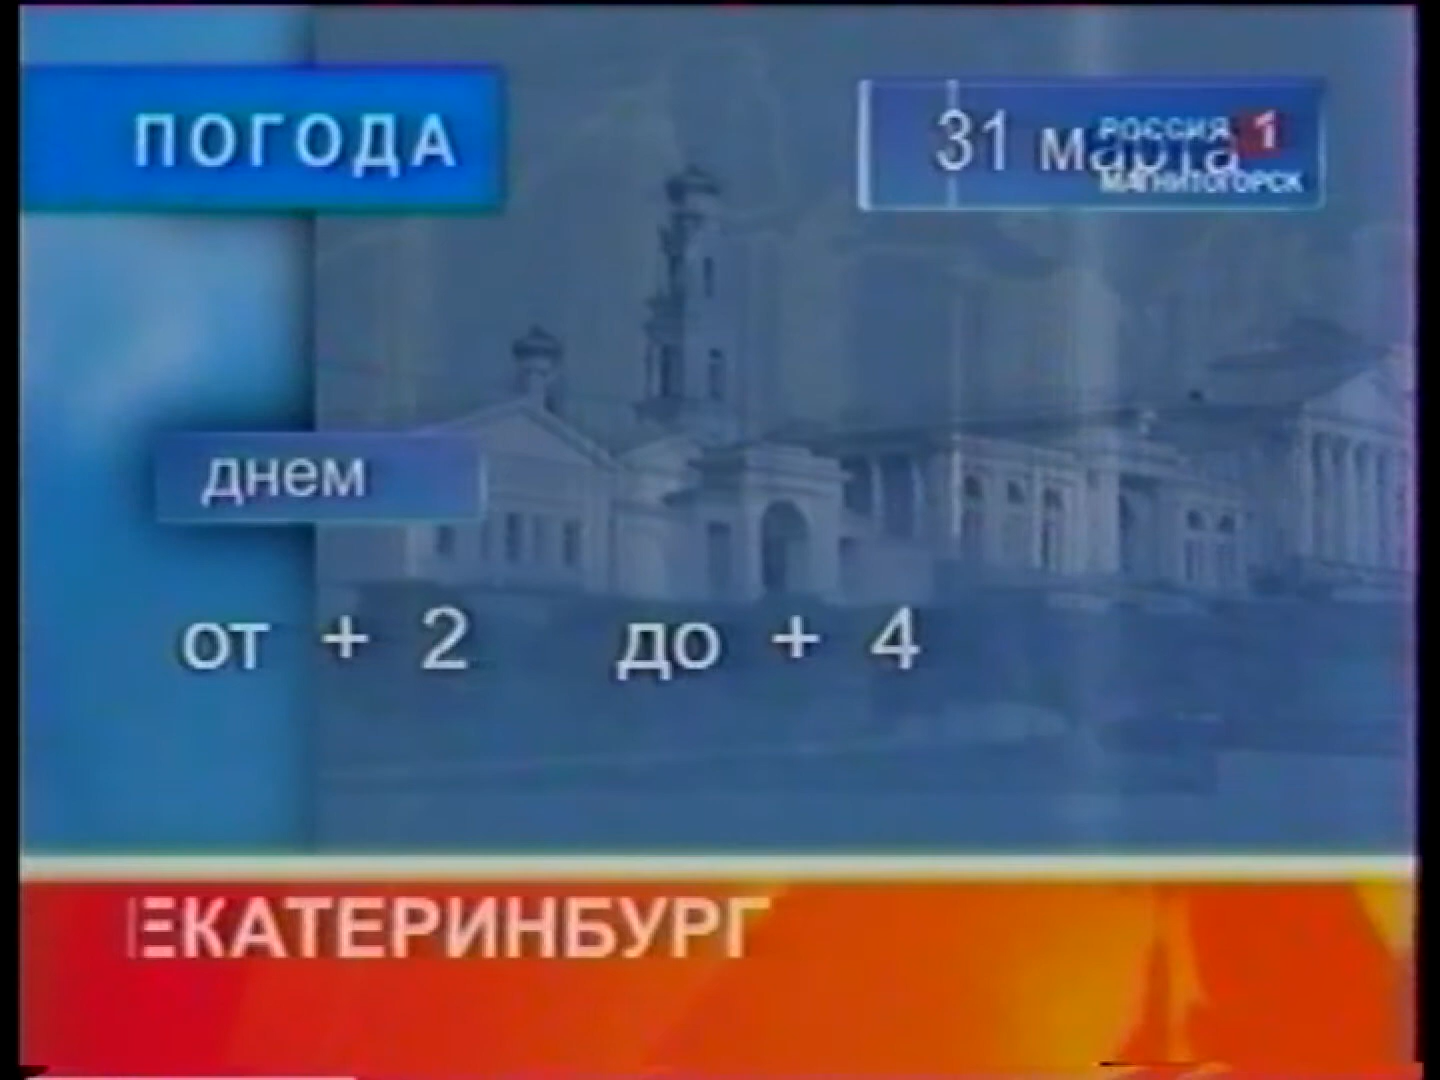 ПОГОДА
31 марта
РОССИЯ 1
МАГНИТОГОРСК
днем
от + 2 до + 4
ЕКАТЕРИНБУРГ